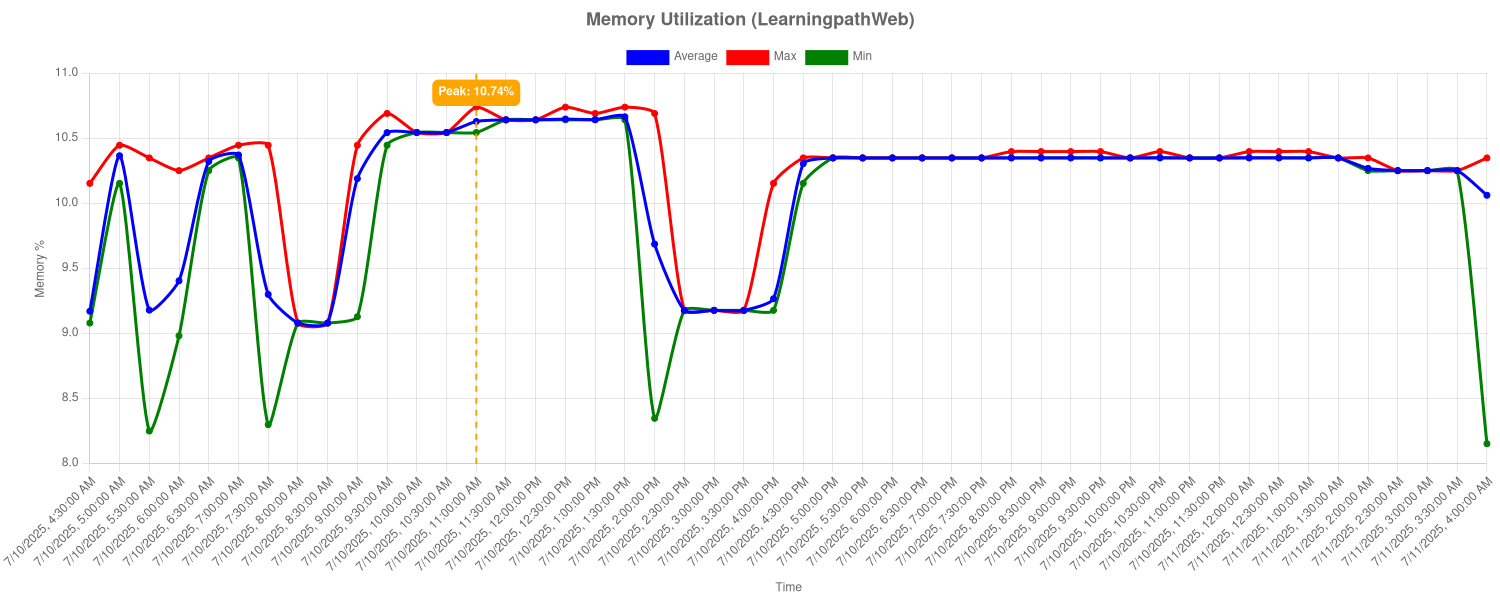 Memory Utilization (LearningpathWeb)
Average Max Min
Peak: 10.74%
11.0
10.5
10.0
9.5
9.0
8.5
8.0
Memory %
7/10/2025, 4:30:00 AM
7/10/2025, 5:00:00 AM
7/10/2025, 5:30:00 AM
7/10/2025, 6:00:00 AM
7/10/2025, 6:30:00 AM
7/10/2025, 7:00:00 AM
7/10/2025, 7:30:00 AM
7/10/2025, 8:00:00 AM
7/10/2025, 8:30:00 AM
7/10/2025, 9:00:00 AM
7/10/2025, 9:30:00 AM
7/10/2025, 10:00:00 AM
7/10/2025, 10:30:00 AM
7/10/2025, 11:00:00 AM
7/10/2025, 11:30:00 AM
7/10/2025, 12:00:00 PM
7/10/2025, 12:30:00 PM
7/10/2025, 1:00:00 PM
7/10/2025, 1:30:00 PM
7/10/2025, 2:00:00 PM
7/10/2025, 2:30:00 PM
7/10/2025, 3:00:00 PM
7/10/2025, 3:30:00 PM
7/10/2025, 4:00:00 PM
7/10/2025, 4:30:00 PM
7/10/2025, 5:00:00 PM
7/10/2025, 5:30:00 PM
7/10/2025, 6:00:00 PM
7/10/2025, 6:30:00 PM
7/10/2025, 7:00:00 PM
7/10/2025, 7:30:00 PM
7/10/2025, 8:00:00 PM
7/10/2025, 8:30:00 PM
7/10/2025, 9:00:00 PM
7/10/2025, 9:30:00 PM
7/10/2025, 10:00:00 PM
7/10/2025, 10:30:00 PM
7/10/2025, 11:00:00 PM
7/10/2025, 11:30:00 PM
7/11/2025, 12:00:00 AM
7/11/2025, 12:30:00 AM
7/11/2025, 1:00:00 AM
7/11/2025, 1:30:00 AM
7/11/2025, 2:00:00 AM
7/11/2025, 2:30:00 AM
7/11/2025, 3:00:00 AM
7/11/2025, 3:30:00 AM
7/11/2025, 4:00:00 AM
Time